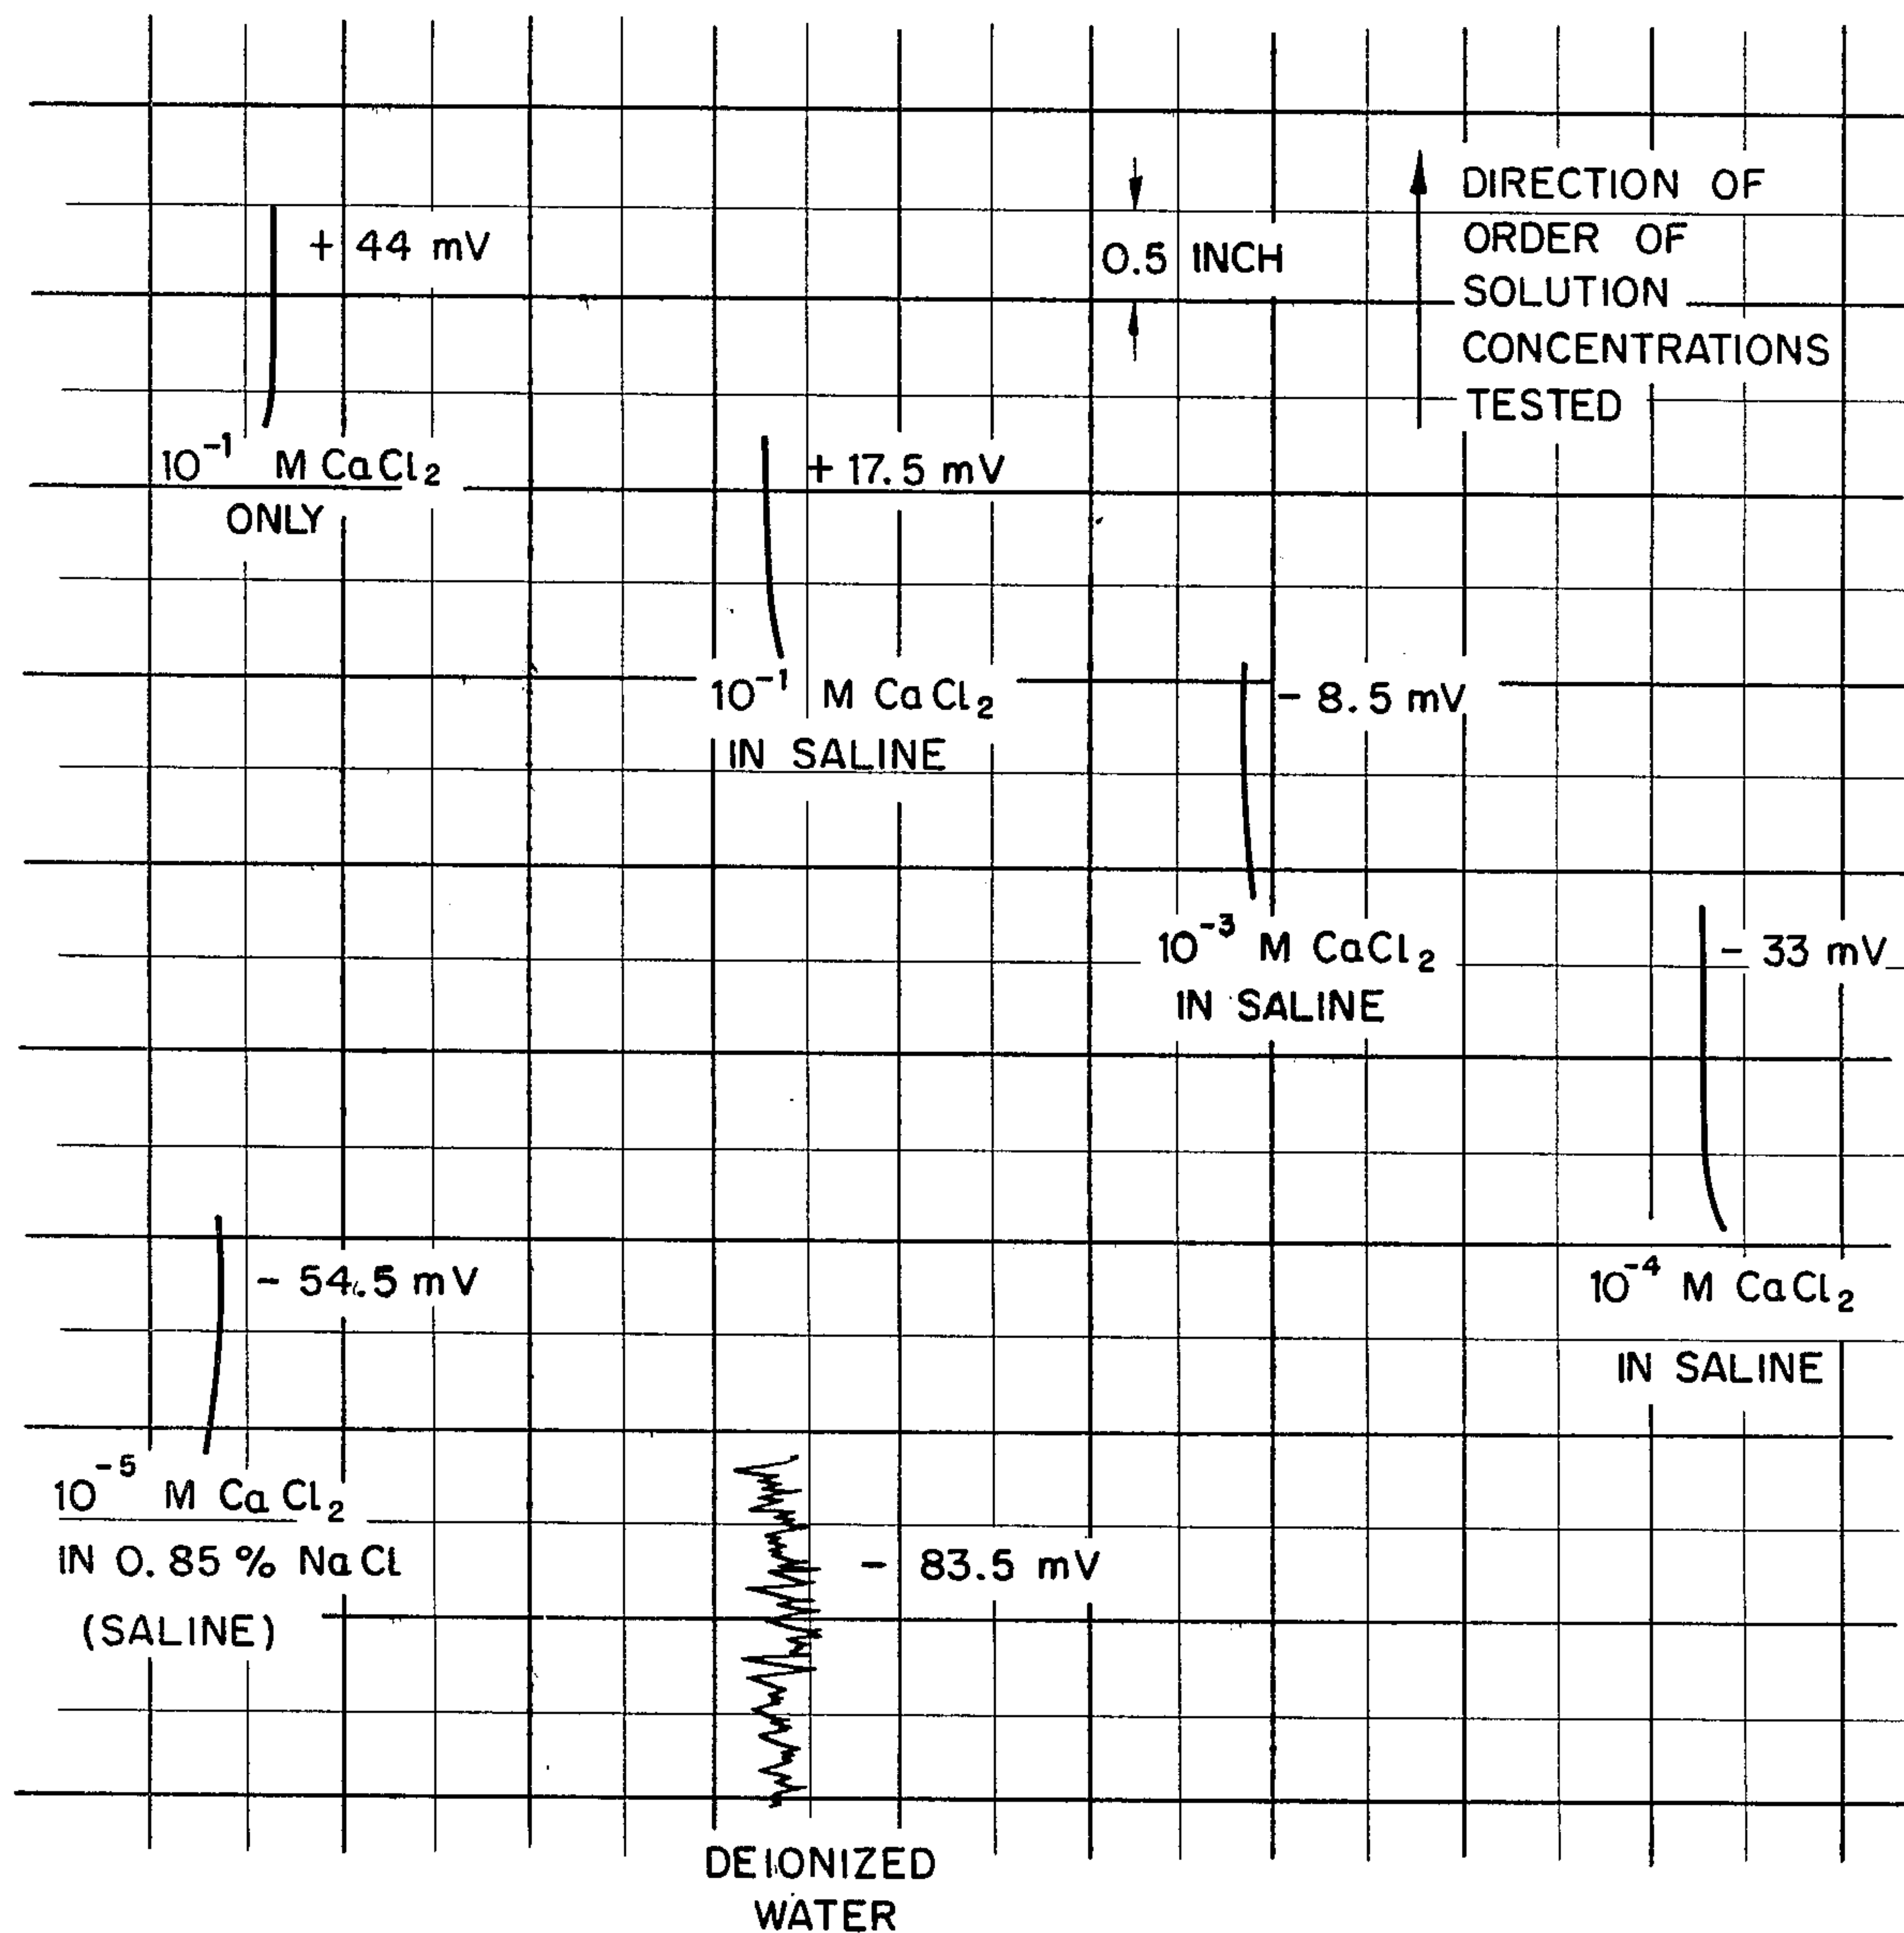 DIRECTION OF
ORDER OF
SOLUTION
CONCENTRATIONS
TESTED
0.5 INCH
+ 44 mV
10⁻¹ M CaCl₂
ONLY
+ 17.5 mV
10⁻¹ M CaCl₂
IN SALINE
- 8.5 mV
10⁻³ M CaCl₂
IN SALINE
- 33 mV
10⁻⁴ M CaCl₂
IN SALINE
- 54.5 mV
10⁻⁵ M CaCl₂
IN 0.85 % NaCl
(SALINE)
- 83.5 mV
DEIONIZED
WATER